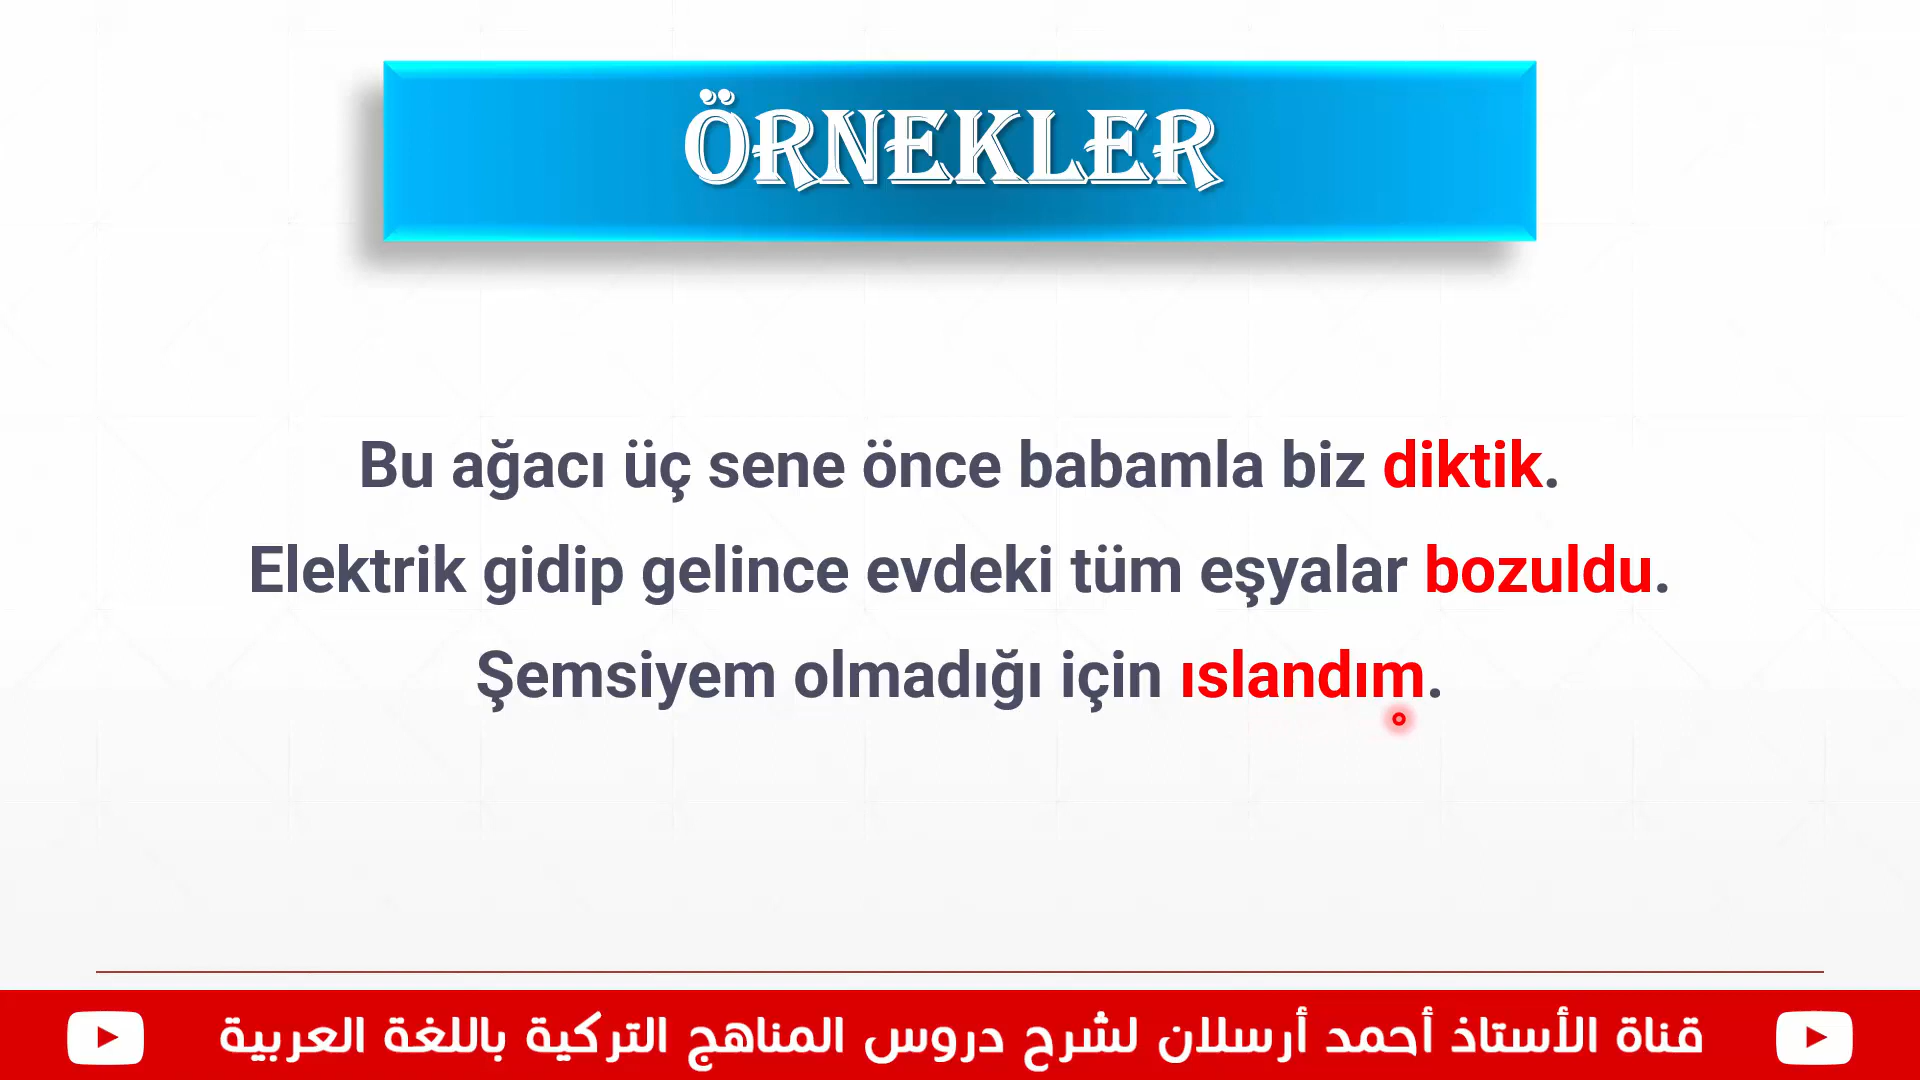 ÖRNEKLER
Bu ağacı üç sene önce babamla biz diktik.
Elektrik gidip gelince evdeki tüm eşyalar bozuldu.
Şemsiyem olmadığı için ıslandım.
قناة الأستاذ أحمد أرسلان لشرح دروس المناهج التركية باللغة العربية